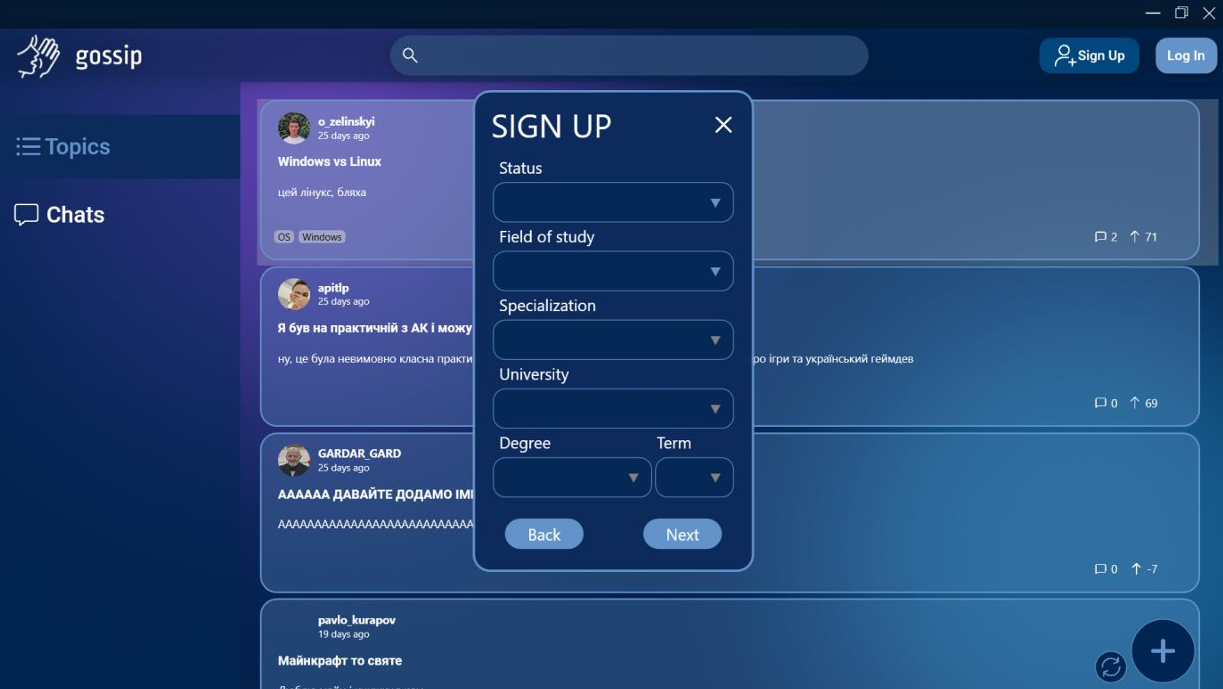 gossip
Sign Up
Log In
Topics
Chats
o_zelinskyi
25 days ago
Windows vs Linux
цей лінукс, бляха
OS Windows
2 71
apitlp
25 days ago
Я був на практичній з АК і можу
ну, це була невимовно класна практи
ро ігри та український геймдев
0 69
GARDAR_GARD
25 days ago
АААААА ДАВАЙТЕ ДОДАМО ІМ
ААААААААААААААААААААААААААА
0 -7
pavlo_kurapov
19 days ago
Майнкрафт то святе
SIGN UP
Status
Field of study
Specialization
University
Degree Term
Back Next